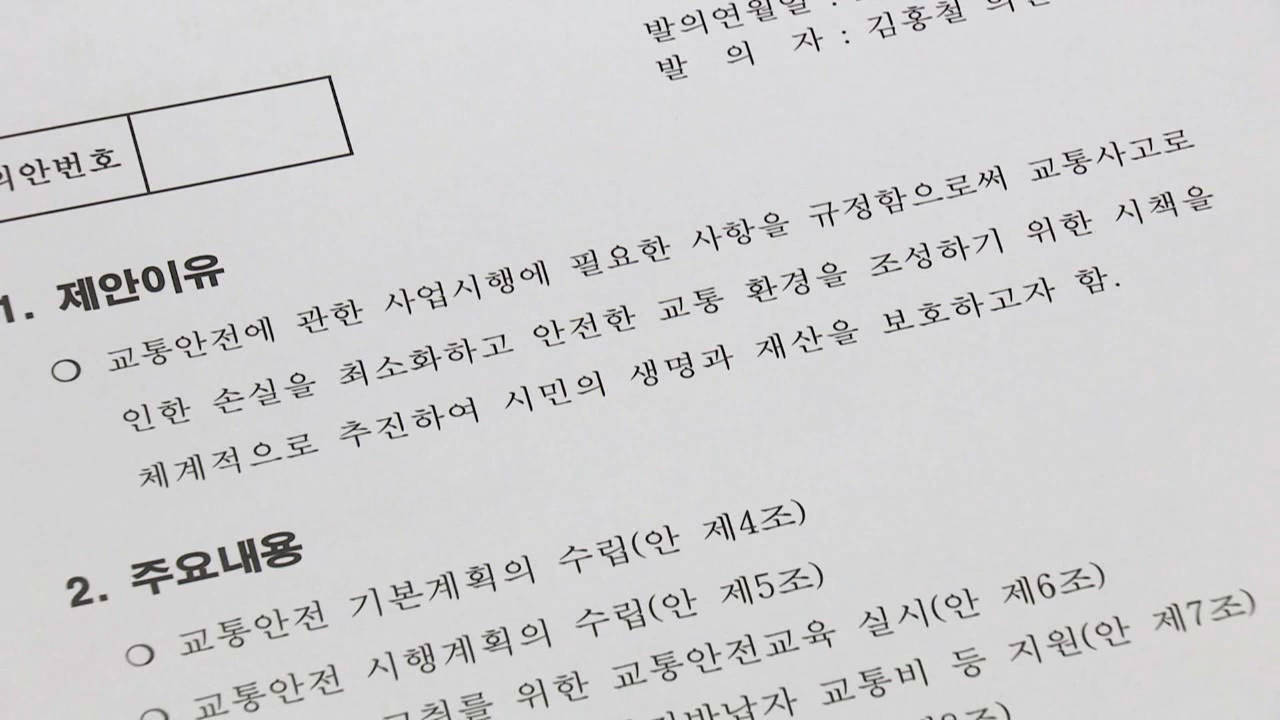 발의연월일 :
발 의 자 : 김홍철 의원
의안번호
1. 제안이유
○ 교통안전에 관한 사업시행에 필요한 사항을 규정함으로써 교통사고로
인한 손실을 최소화하고 안전한 교통 환경을 조성하기 위한 시책을
체계적으로 추진하여 시민의 생명과 재산을 보호하고자 함.
2. 주요내용
○ 교통안전 기본계획의 수립(안 제4조)
○ 교통안전 시행계획의 수립(안 제5조)
위한 교통안전교육 실시(안 제6조)
교통비 등 지원(안 제7조)